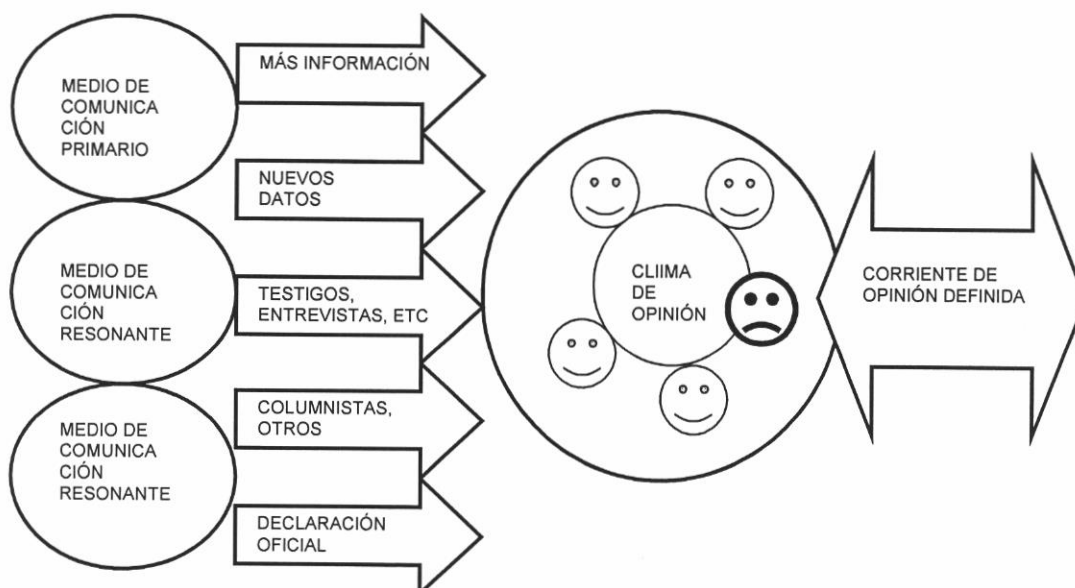 MEDIO DE
COMUNICA
CIÓN
PRIMARIO
MEDIO DE
COMUNICA
CIÓN
RESONANTE
MEDIO DE
COMUNICA
CIÓN
RESONANTE
MÁS INFORMACIÓN
NUEVOS
DATOS
TESTIGOS,
ENTREVISTAS, ETC
COLUMNISTAS,
OTROS
DECLARACIÓN
OFICIAL
CLIIMA
DE
OPINIÓN
CORRIENTE DE
OPINIÓN DEFINIDA